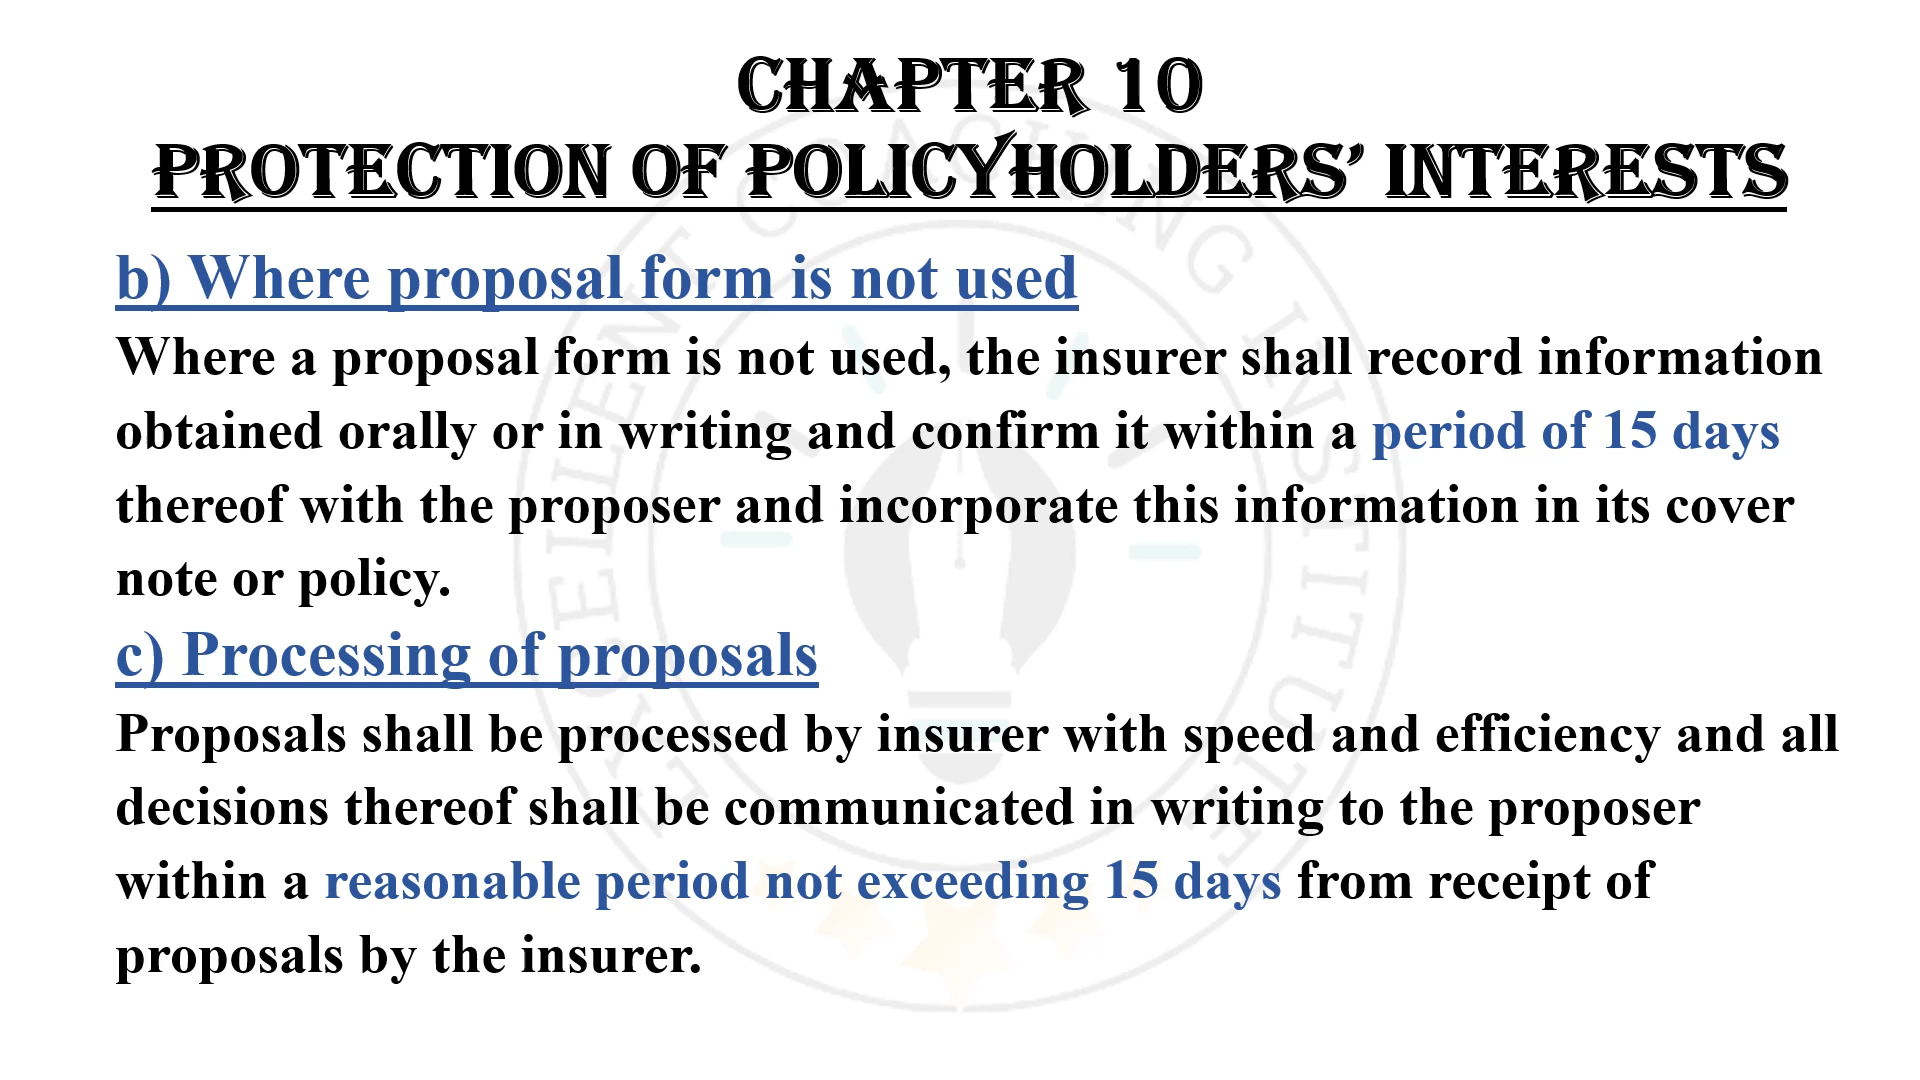 CHAPTER 10
PROTECTION OF POLICYHOLDERS’ INTERESTS
b) Where proposal form is not used
Where a proposal form is not used, the insurer shall record information
obtained orally or in writing and confirm it within a period of 15 days
thereof with the proposer and incorporate this information in its cover
note or policy.
c) Processing of proposals
Proposals shall be processed by insurer with speed and efficiency and all
decisions thereof shall be communicated in writing to the proposer
within a reasonable period not exceeding 15 days from receipt of
proposals by the insurer.
COACHING INSTITUTE